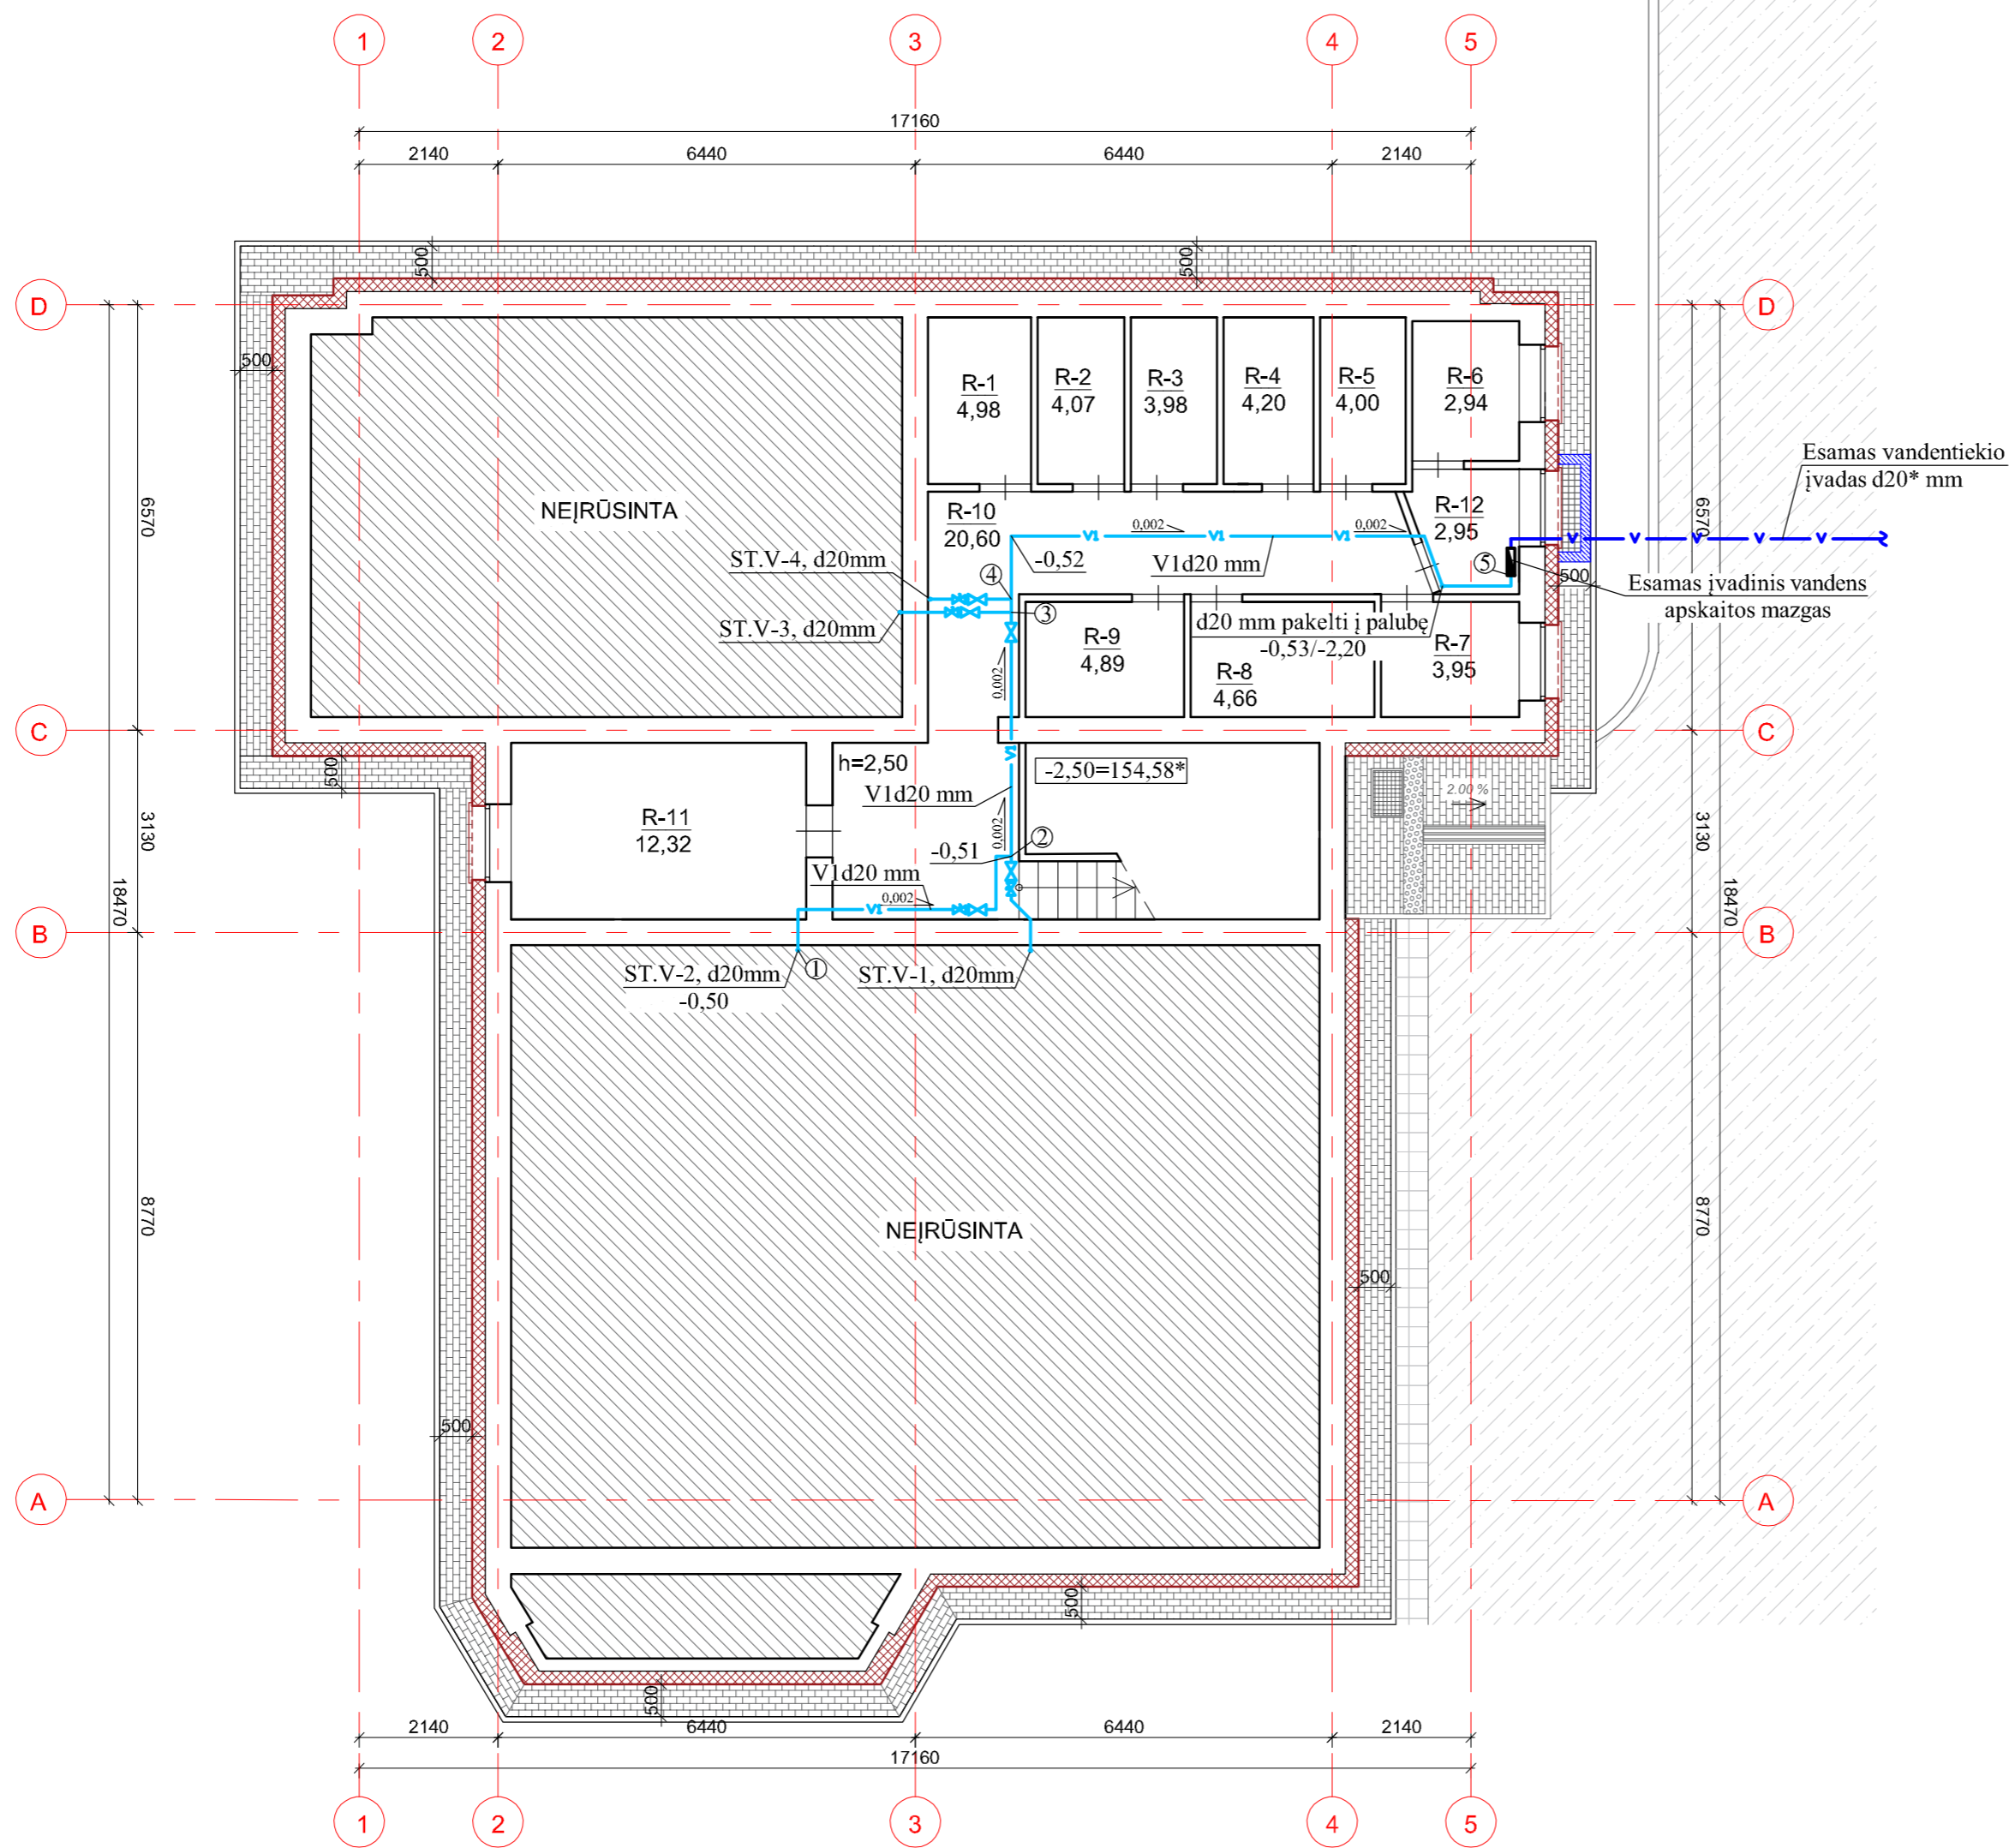 1
2
3
4
5
17160
2140
6440
6440
2140
500
500
D
D
500
R-1
4,98
R-2
4,07
R-3
3,98
R-4
4,20
R-5
4,00
R-6
2,94
6570
NEĮRŪSINTA
R-10
20,60
0,002
V1
V1
V1
0,002
R-12
2,95
6570
Esamas vandentiekio
įvadas d20* mm
V
V
V
V
V
ST.V-4, d20mm
-0,52
V1d20 mm
④
⑤
500
Esamas įvadinis vandens
apskaitos mazgas
ST.V-3, d20mm
③
d20 mm pakelti į palubę
-0,53/-2,20
R-9
4,89
R-8
4,66
R-7
3,95
0,002
C
C
500
h=2,50
V1
-2,50=154,58*
V1d20 mm
2.00 %
R-11
12,32
3130
3130
0,002
②
-0,51
V1d20 mm
0,002
V1
18470
18470
B
B
ST.V-2, d20mm
-0,50
①
ST.V-1, d20mm
8770
8770
NEĮRŪSINTA
500
500
A
A
500
500
2140
6440
6440
2140
17160
1
2
3
4
5